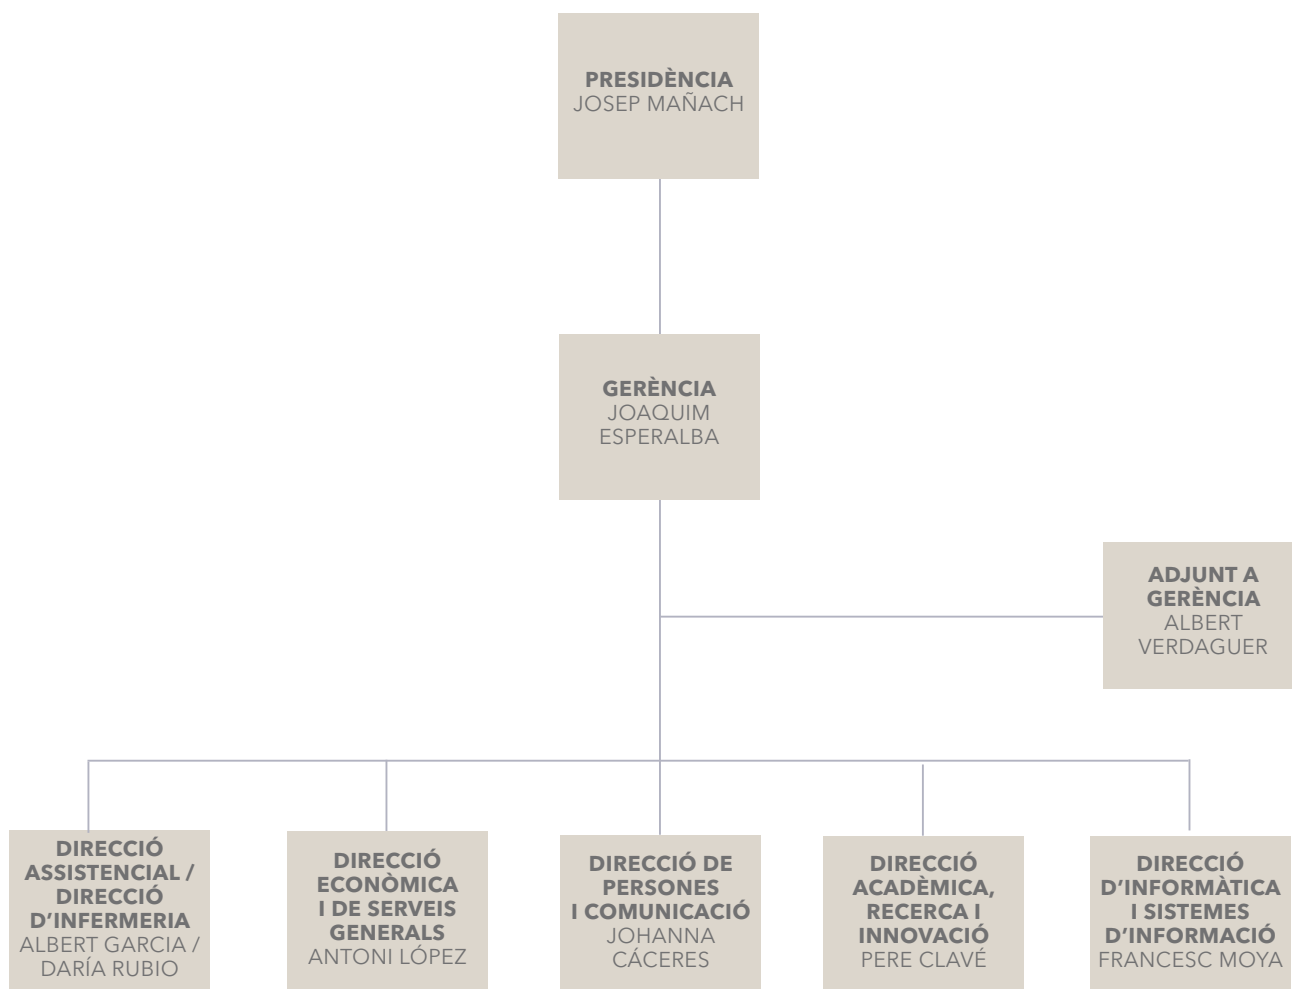 PRESIDÈNCIA
JOSEP MAÑACH
GERÈNCIA
JOAQUIM
ESPERALBA
ADJUNT A
GERÈNCIA
ALBERT
VERDAGUER
DIRECCIÓ
ASSISTENCIAL /
DIRECCIÓ
D'INFERMERIA
ALBERT GARCIA /
DARÍA RUBIO
DIRECCIÓ
ECONÒMICA
I DE SERVEIS
GENERALS
ANTONI LÓPEZ
DIRECCIÓ DE
PERSONES
I COMUNICACIÓ
JOHANNA
CÁCERES
DIRECCIÓ
ACADÈMICA,
RECERCA I
INNOVACIÓ
PERE CLAVÉ
DIRECCIÓ
D'INFORMÀTICA
I SISTEMES
D'INFORMACIÓ
FRANCESC MOYA